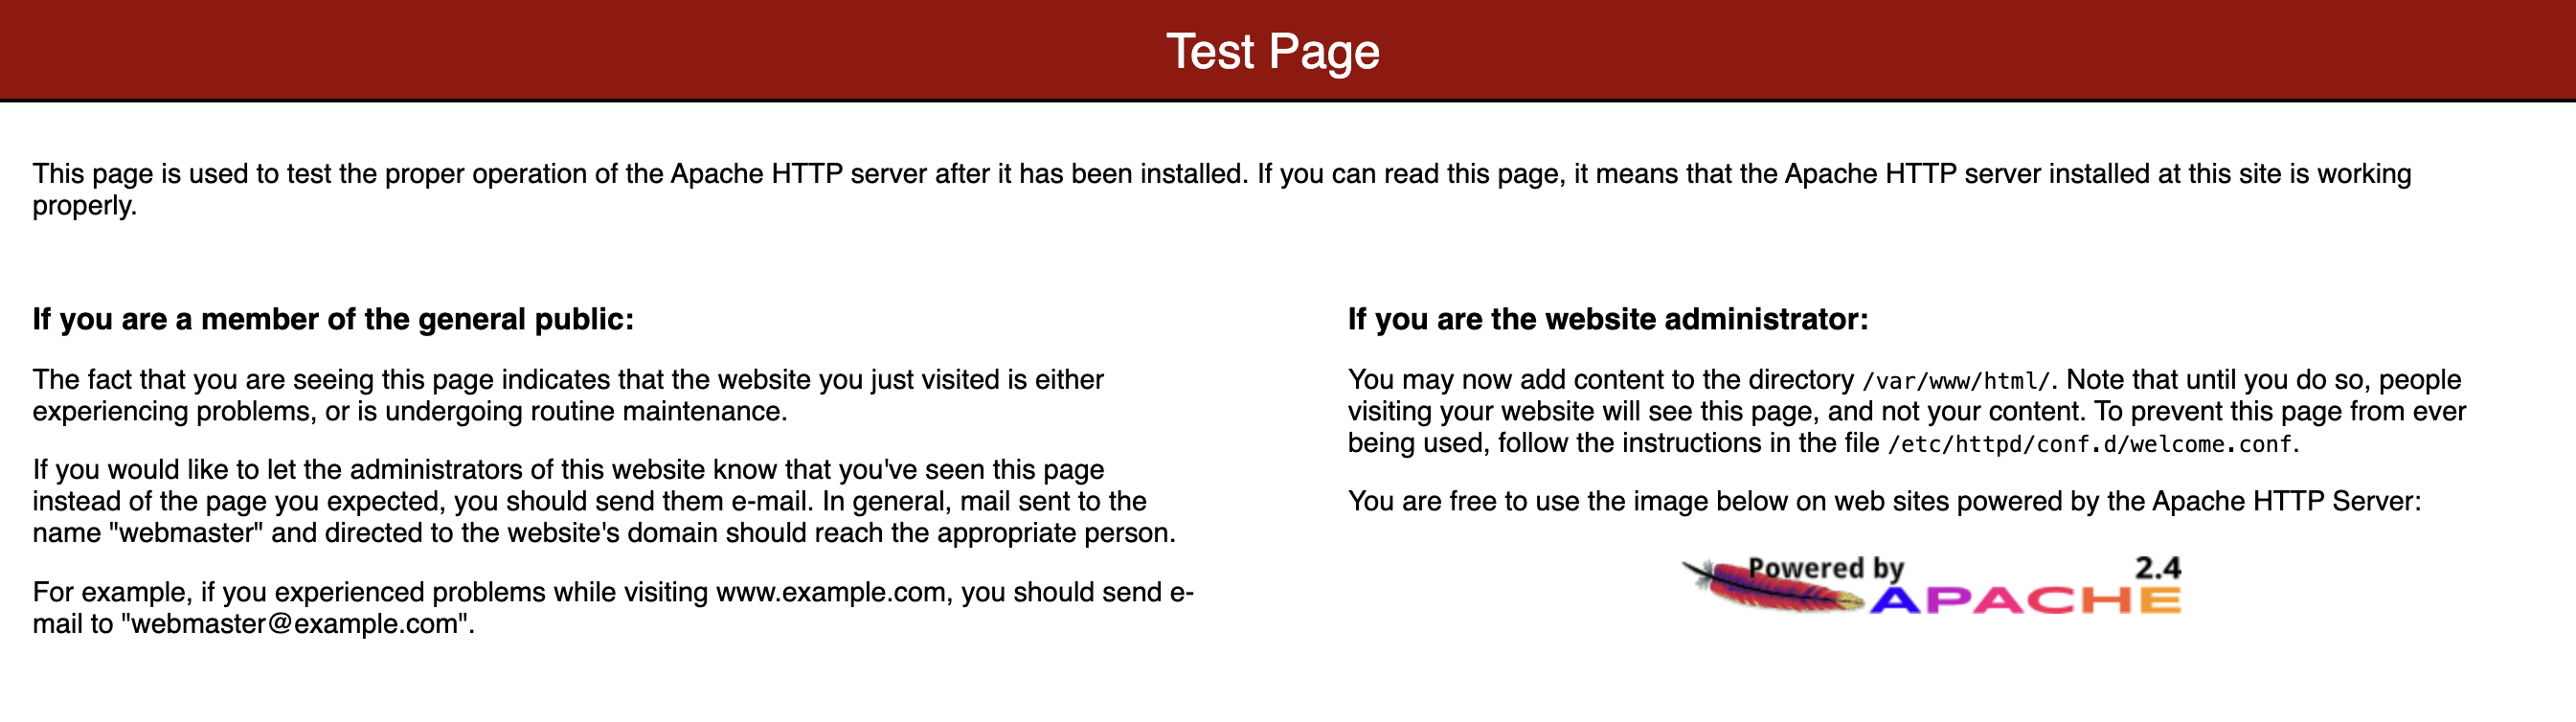 Test Page
This page is used to test the proper operation of the Apache HTTP server after it has been installed. If you can read this page, it means that the Apache HTTP server installed at this site is working
properly.
If you are a member of the general public:
The fact that you are seeing this page indicates that the website you just visited is either
experiencing problems, or is undergoing routine maintenance.
If you would like to let the administrators of this website know that you've seen this page
instead of the page you expected, you should send them e-mail. In general, mail sent to the
name "webmaster" and directed to the website's domain should reach the appropriate person.
For example, if you experienced problems while visiting www.example.com, you should send e-
mail to "webmaster@example.com".
If you are the website administrator:
You may now add content to the directory /var/www/html/. Note that until you do so, people
visiting your website will see this page, and not your content. To prevent this page from ever
being used, follow the instructions in the file /etc/httpd/conf.d/welcome.conf.
You are free to use the image below on web sites powered by the Apache HTTP Server:
Powered by 2.4
APACHE